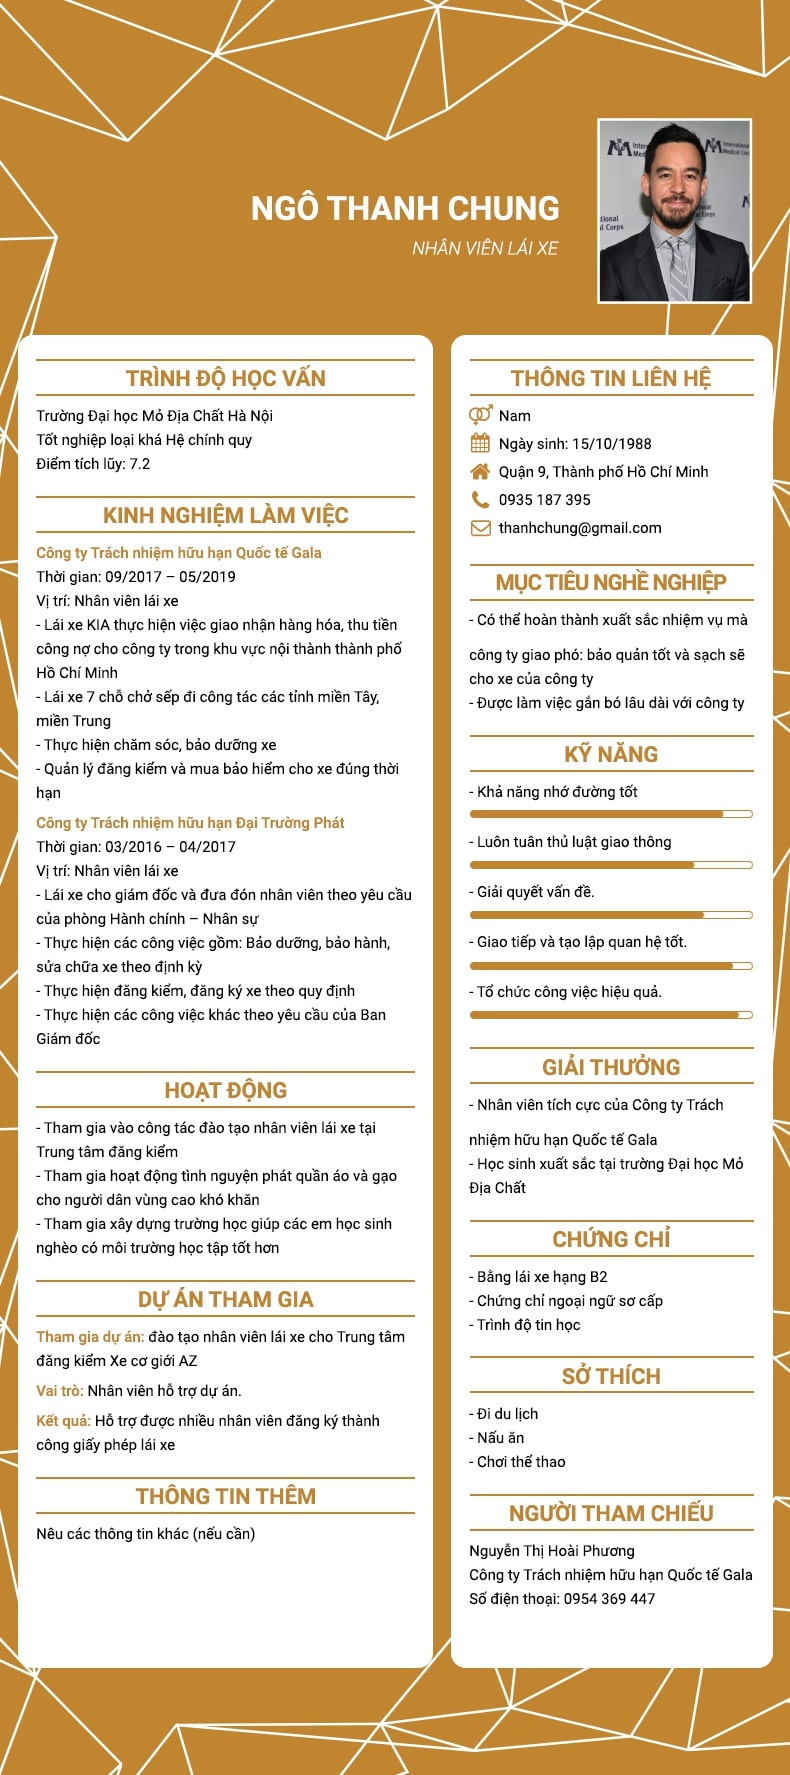 NGÔ THANH CHUNG
NHÂN VIÊN LÁI XE
International
Medical Corps
TRÌNH ĐỘ HỌC VẤN
Trường Đại học Mỏ Địa Chất Hà Nội
Tốt nghiệp loại khá Hệ chính quy
Điểm tích lũy: 7.2
KINH NGHIỆM LÀM VIỆC
Công ty Trách nhiệm hữu hạn Quốc tế Gala
Thời gian: 09/2017 – 05/2019
Vị trí: Nhân viên lái xe
- Lái xe KIA thực hiện việc giao nhận hàng hóa, thu tiền
công nợ cho công ty trong khu vực nội thành thành phố
Hồ Chí Minh
- Lái xe 7 chỗ chở sếp đi công tác các tỉnh miền Tây,
miền Trung
- Thực hiện chăm sóc, bảo dưỡng xe
- Quản lý đăng kiểm và mua bảo hiểm cho xe đúng thời
hạn
Công ty Trách nhiệm hữu hạn Đại Trường Phát
Thời gian: 03/2016 – 04/2017
Vị trí: Nhân viên lái xe
- Lái xe cho giám đốc và đưa đón nhân viên theo yêu cầu
của phòng Hành chính – Nhân sự
- Thực hiện các công việc gồm: Bảo dưỡng, bảo hành,
sửa chữa xe theo định kỳ
- Thực hiện đăng kiểm, đăng ký xe theo quy định
- Thực hiện các công việc khác theo yêu cầu của Ban
Giám đốc
HOẠT ĐỘNG
- Tham gia vào công tác đào tạo nhân viên lái xe tại
Trung tâm đăng kiểm
- Tham gia hoạt động tình nguyện phát quần áo và gạo
cho người dân vùng cao khó khăn
- Tham gia xây dựng trường học giúp các em học sinh
nghèo có môi trường học tập tốt hơn
DỰ ÁN THAM GIA
Tham gia dự án: đào tạo nhân viên lái xe cho Trung tâm
đăng kiểm Xe cơ giới AZ
Vai trò: Nhân viên hỗ trợ dự án.
Kết quả: Hỗ trợ được nhiều nhân viên đăng ký thành
công giấy phép lái xe
THÔNG TIN THÊM
Nêu các thông tin khác (nếu cần)
THÔNG TIN LIÊN HỆ
Nam
Ngày sinh: 15/10/1988
Quận 9, Thành phố Hồ Chí Minh
0935 187 395
thanhchung@gmail.com
MỤC TIÊU NGHỀ NGHIỆP
- Có thể hoàn thành xuất sắc nhiệm vụ mà
công ty giao phó: bảo quản tốt và sạch sẽ
cho xe của công ty
- Được làm việc gắn bó lâu dài với công ty
KỸ NĂNG
- Khả năng nhớ đường tốt
- Luôn tuân thủ luật giao thông
- Giải quyết vấn đề.
- Giao tiếp và tạo lập quan hệ tốt.
- Tổ chức công việc hiệu quả.
GIẢI THƯỞNG
- Nhân viên tích cực của Công ty Trách
nhiệm hữu hạn Quốc tế Gala
- Học sinh xuất sắc tại trường Đại học Mỏ
Địa Chất
CHỨNG CHỈ
- Bằng lái xe hạng B2
- Chứng chỉ ngoại ngữ sơ cấp
- Trình độ tin học
SỞ THÍCH
- Đi du lịch
- Nấu ăn
- Chơi thể thao
NGƯỜI THAM CHIẾU
Nguyễn Thị Hoài Phương
Công ty Trách nhiệm hữu hạn Quốc tế Gala
Số điện thoại: 0954 369 447